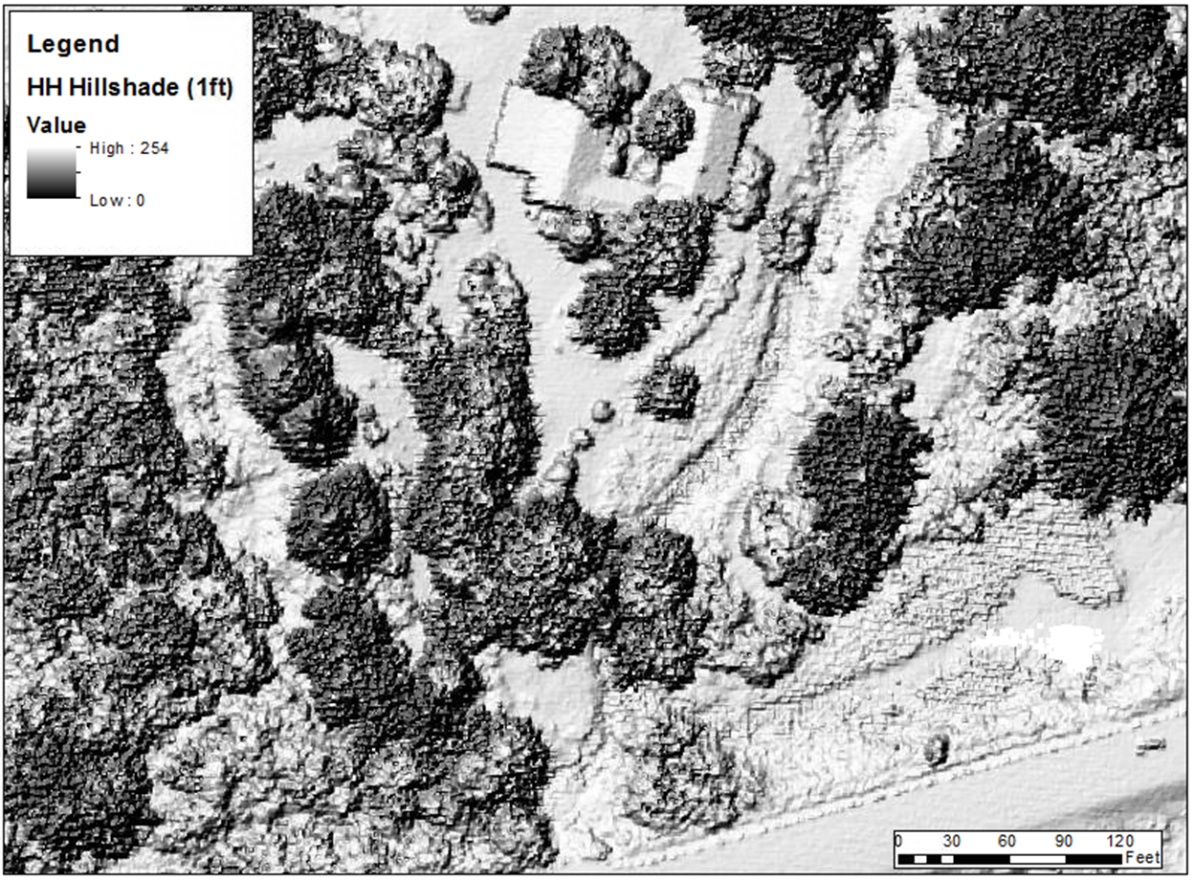 Legend
HH Hillshade (1ft)
Value
High : 254
Low : 0
0 30 60 90 120
Feet